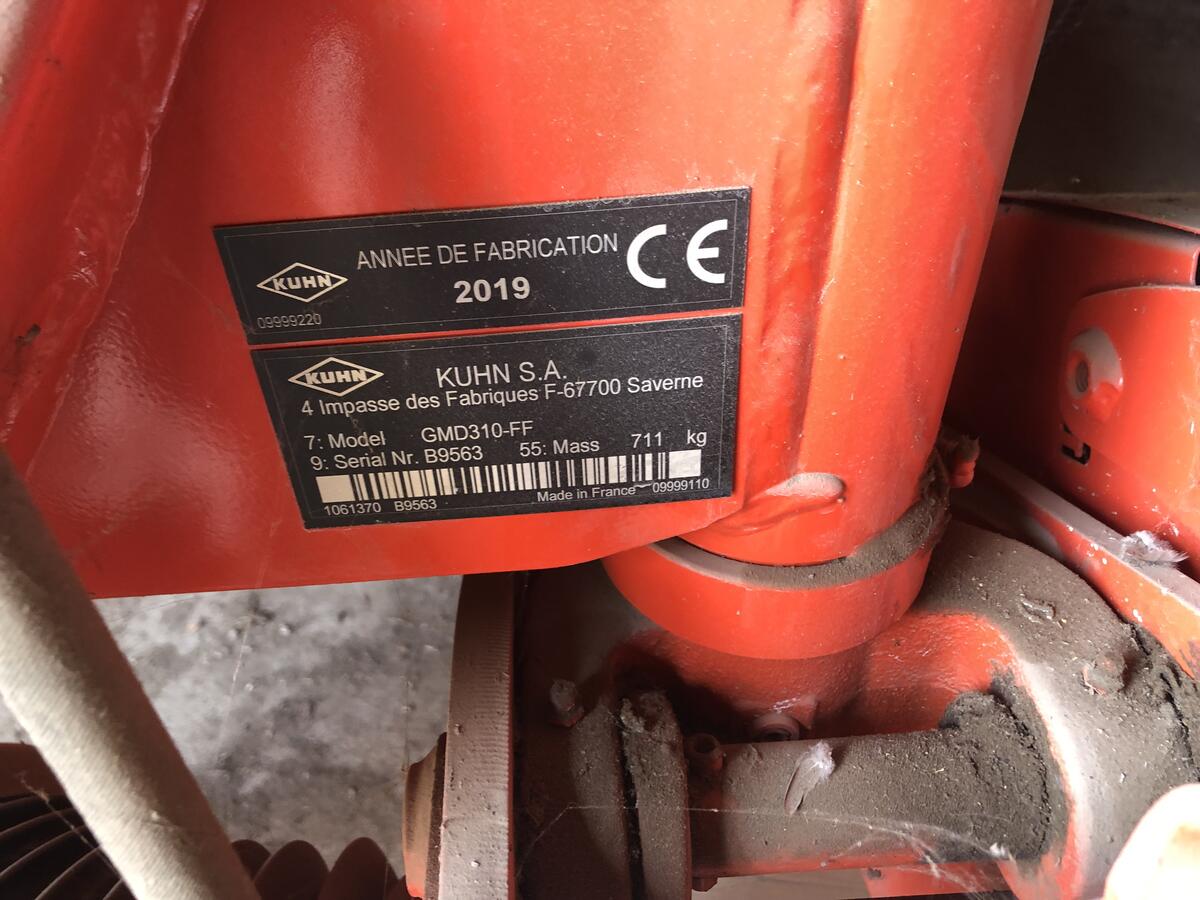 ANNEE DE FABRICATION
KUHN
2019
CE
09999220
KUHN
KUHN S.A.
4 Impasse des Fabriques F-67700 Saverne
7: Model GMD310-FF
9: Serial Nr. B9563 55: Mass 711 kg
1061370 B9563 Made in France 09999110